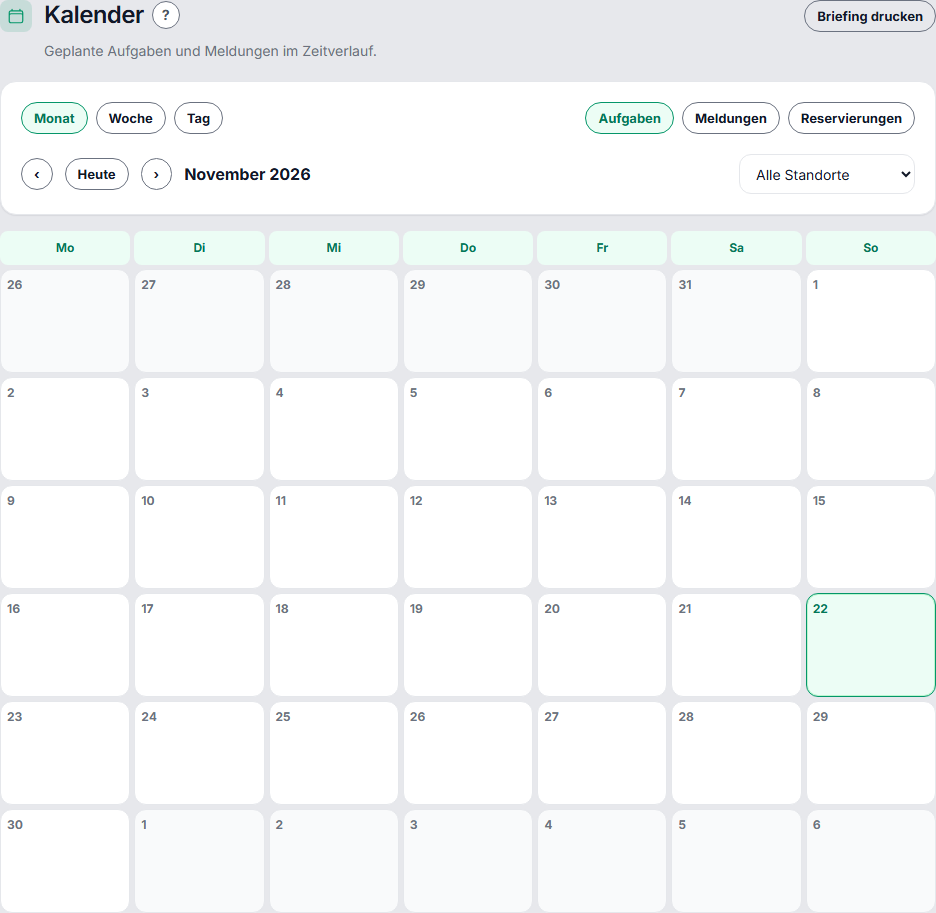 Kalender ? Briefing drucken
Geplante Aufgaben und Meldungen im Zeitverlauf.
Monat Woche Tag Aufgaben Meldungen Reservierungen
‹ Heute › November 2026 Alle Standorte
Mo Di Mi Do Fr Sa So
26 27 28 29 30 31 1
2 3 4 5 6 7 8
9 10 11 12 13 14 15
16 17 18 19 20 21 22
23 24 25 26 27 28 29
30 1 2 3 4 5 6